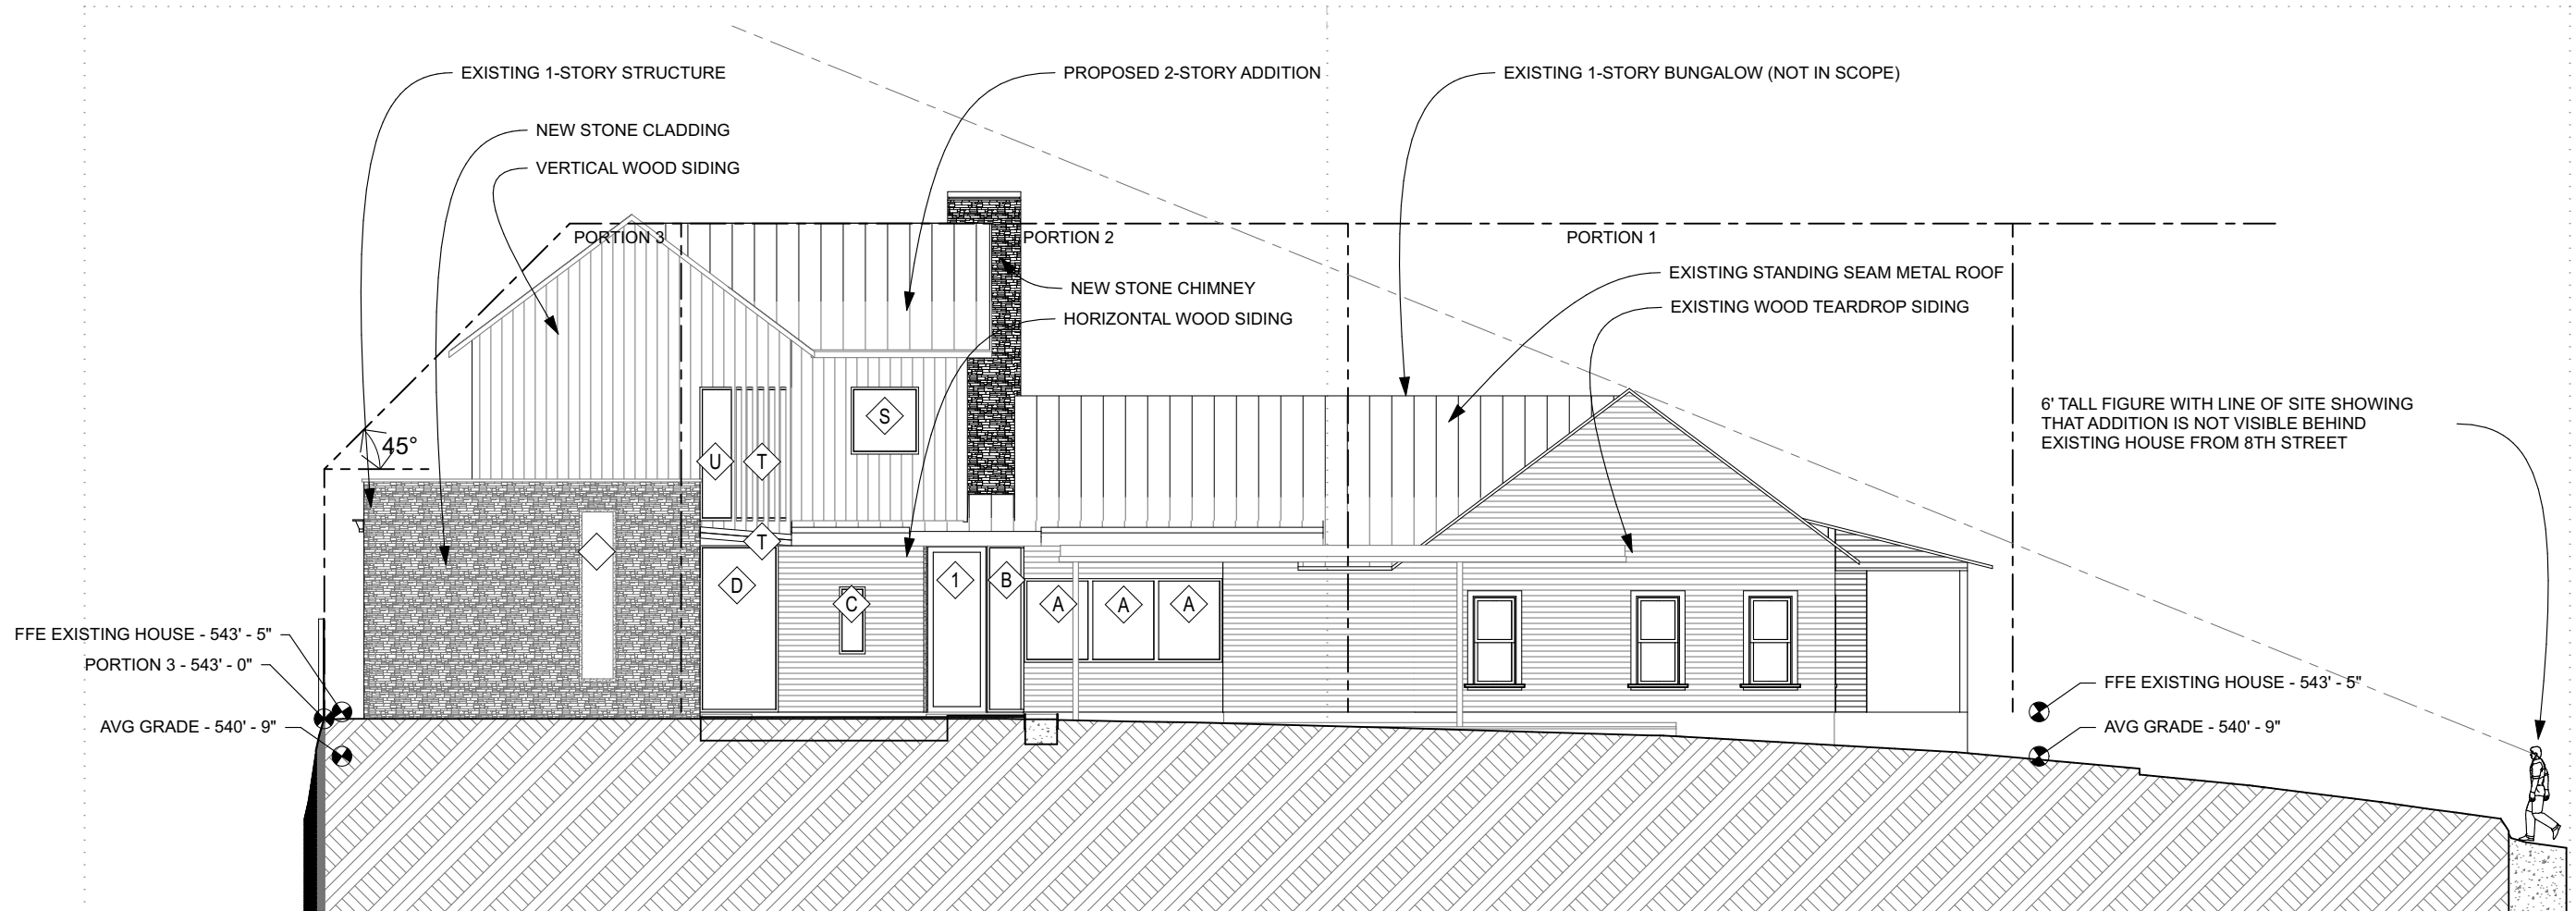 EXISTING 1-STORY STRUCTURE
PROPOSED 2-STORY ADDITION
EXISTING 1-STORY BUNGALOW (NOT IN SCOPE)
NEW STONE CLADDING
VERTICAL WOOD SIDING
PORTION 3
PORTION 2
PORTION 1
NEW STONE CHIMNEY
HORIZONTAL WOOD SIDING
EXISTING STANDING SEAM METAL ROOF
EXISTING WOOD TEARDROP SIDING
6' TALL FIGURE WITH LINE OF SITE SHOWING
THAT ADDITION IS NOT VISIBLE BEHIND
EXISTING HOUSE FROM 8TH STREET
45°
S
U
T
T
D
C
1
B
A
A
A
FFE EXISTING HOUSE - 543' - 5"
PORTION 3 - 543' - 0"
AVG GRADE - 540' - 9"
FFE EXISTING HOUSE - 543' - 5"
AVG GRADE - 540' - 9"